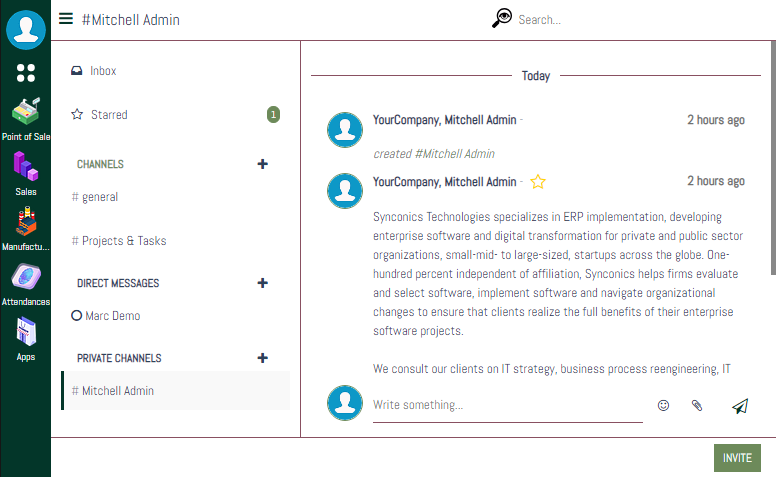 #Mitchell Admin
Search...
Point of Sale
Sales
Manufactu...
Attendances
Apps
Inbox
Starred
1
CHANNELS
# general
# Projects & Tasks
DIRECT MESSAGES
Marc Demo
PRIVATE CHANNELS
# Mitchell Admin
Today
YourCompany, Mitchell Admin -
2 hours ago
created #Mitchell Admin
YourCompany, Mitchell Admin -
2 hours ago
Synconics Technologies specializes in ERP implementation, developing
enterprise software and digital transformation for private and public sector
organizations, small-mid- to large-sized, startups across the globe. One-
hundred percent independent of affiliation, Synconics helps firms evaluate
and select software, implement software and navigate organizational
changes to ensure that clients realize the full benefits of their enterprise
software projects.
We consult our clients on IT strategy, business process reengineering, IT
Write something...
INVITE